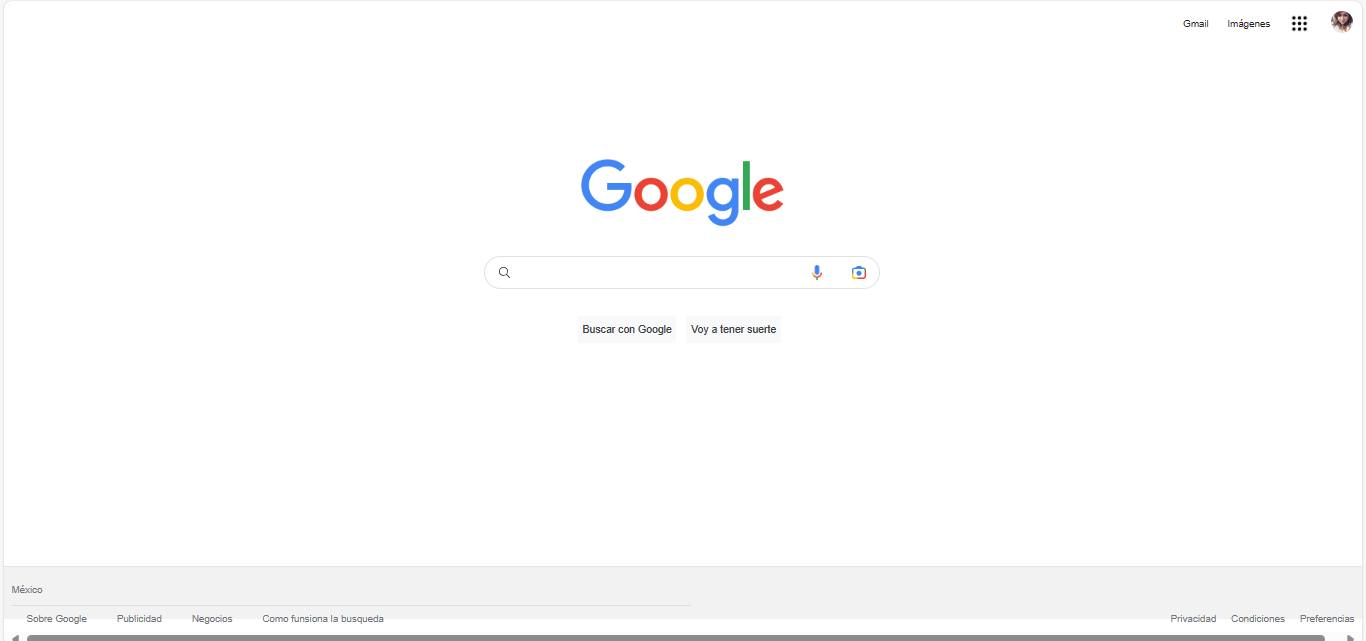 Gmail Imágenes
Google
Buscar con Google Voy a tener suerte
México
Sobre Google Publicidad Negocios Como funsiona la busqueda Privacidad Condiciones Preferencias